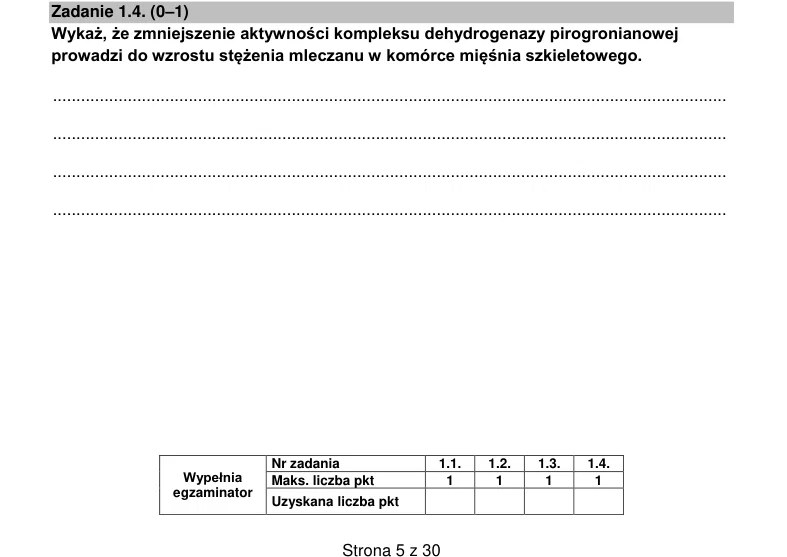 Zadanie 1.4. (0–1)
Wykaż, że zmniejszenie aktywności kompleksu dehydrogenazy pirogronianowej
prowadzi do wzrostu stężenia mleczanu w komórce mięśnia szkieletowego.
Wypełnia
egzaminator
Nr zadania 1.1. 1.2. 1.3. 1.4.
Maks. liczba pkt 1 1 1 1
Uzyskana liczba pkt
Strona 5 z 30